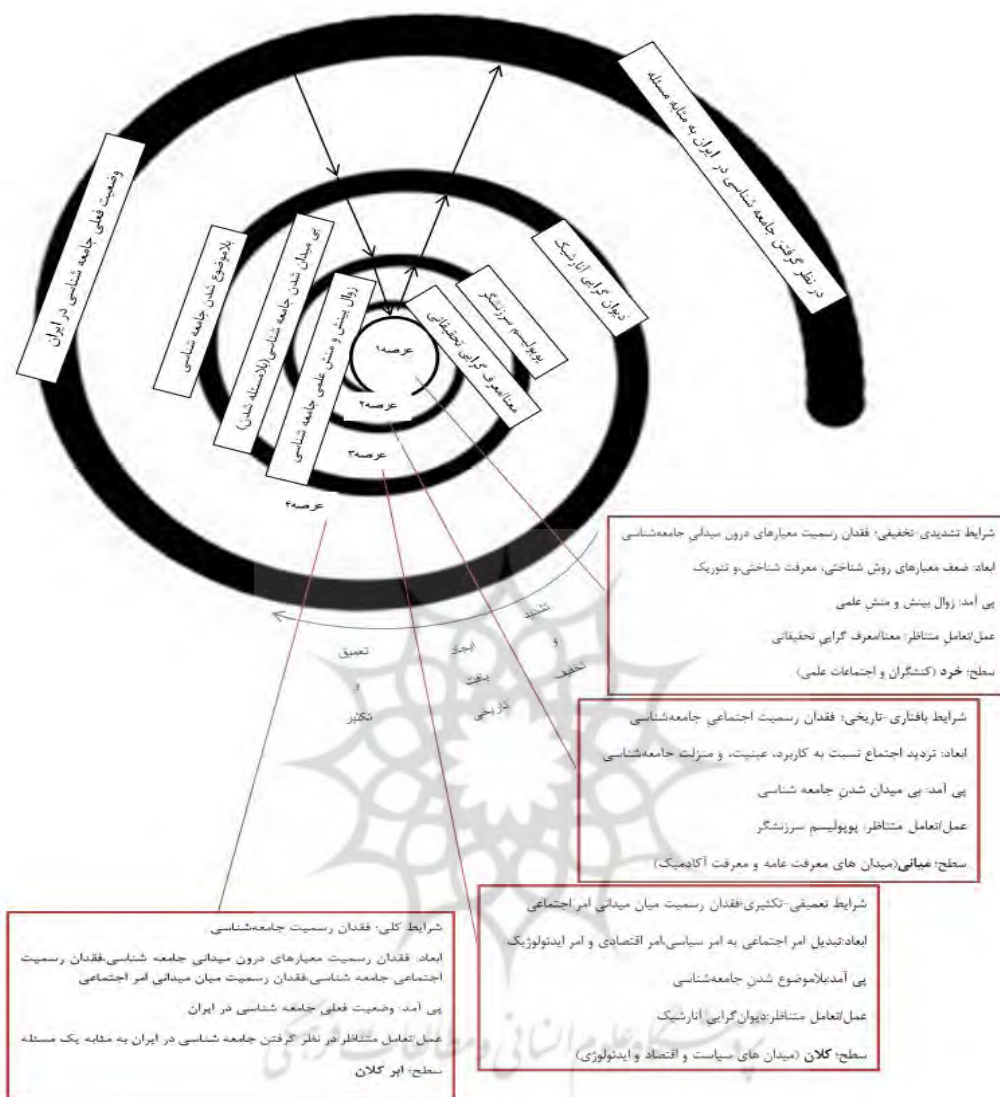 در نظر گرفتن جامعه شناسی در ایران به مثابه مسئله
وضعیت فعلی جامعه شناسی در ایران
دیوان گرایی آنارشیک
بلاموضوع شدن جامعه شناسی
پوپولیسم سرزنشگر
بی میدان شدن جامعه شناسی(بلامسئله شدن)
معنا/معرف گرایی تحقیقاتی
زوال بینش و منش علمی جامعه شناسی
عرصه۱
عرصه۲
عرصه۳
عرصه۴
تشدید
و
تخفیف
ایجاد
بافت
تاریخی
تعمیق
و
تکثیر
شرایط تشدیدی-تخفیفی: فقدان رسمیت معیارهای درون میدانی جامعه‌شناسی
ابعاد: ضعف معیارهای روش شناختی، معرفت شناختی،و تئوریک
پی آمد: زوال بینش و منش علمی
عمل/تعامل متناظر: معنا/معرف گرایی تحقیقاتی
سطح: خرد (کنشگران و اجتماعات علمی)
شرایط بافتاری-تاریخی: فقدان رسمیت اجتماعی جامعه‌شناسی
ابعاد: تردید اجتماع نسبت به کاربرد، عینیت، و منزلت جامعه‌شناسی
پی آمد: بی میدان شدن جامعه شناسی
عمل/تعامل متناظر: پوپولیسم سرزنشگر
سطح: میانی(میدان های معرفت عامه و معرفت آکادمیک)
شرایط تعمیقی-تکثیری:فقدان رسمیت میان میدانی امر اجتماعی
ابعاد:تبدیل امر اجتماعی به امر سیاسی،امر اقتصادی و امر ایدئولوژیک
پی آمد:بلاموضوع شدن جامعه‌شناسی
عمل/تعامل متناظر:دیوان‌گرایی آنارشیک
سطح: کلان (میدان های سیاست و اقتصاد و ایدئولوژی)
شرایط کلی: فقدان رسمیت جامعه‌شناسی
ابعاد: فقدان رسمیت معیارهای درون میدانی جامعه شناسی،فقدان رسمیت
اجتماعی جامعه شناسی،فقدان رسمیت میان میدانی امر اجتماعی
پی آمد: وضعیت فعلی جامعه شناسی در ایران
عمل/تعامل متناظر:در نظر گرفتن جامعه شناسی در ایران به مثابه یک مسئله
سطح: ابر کلان
پژوهشگاه علوم انسانی و مطالعات فرهنگی